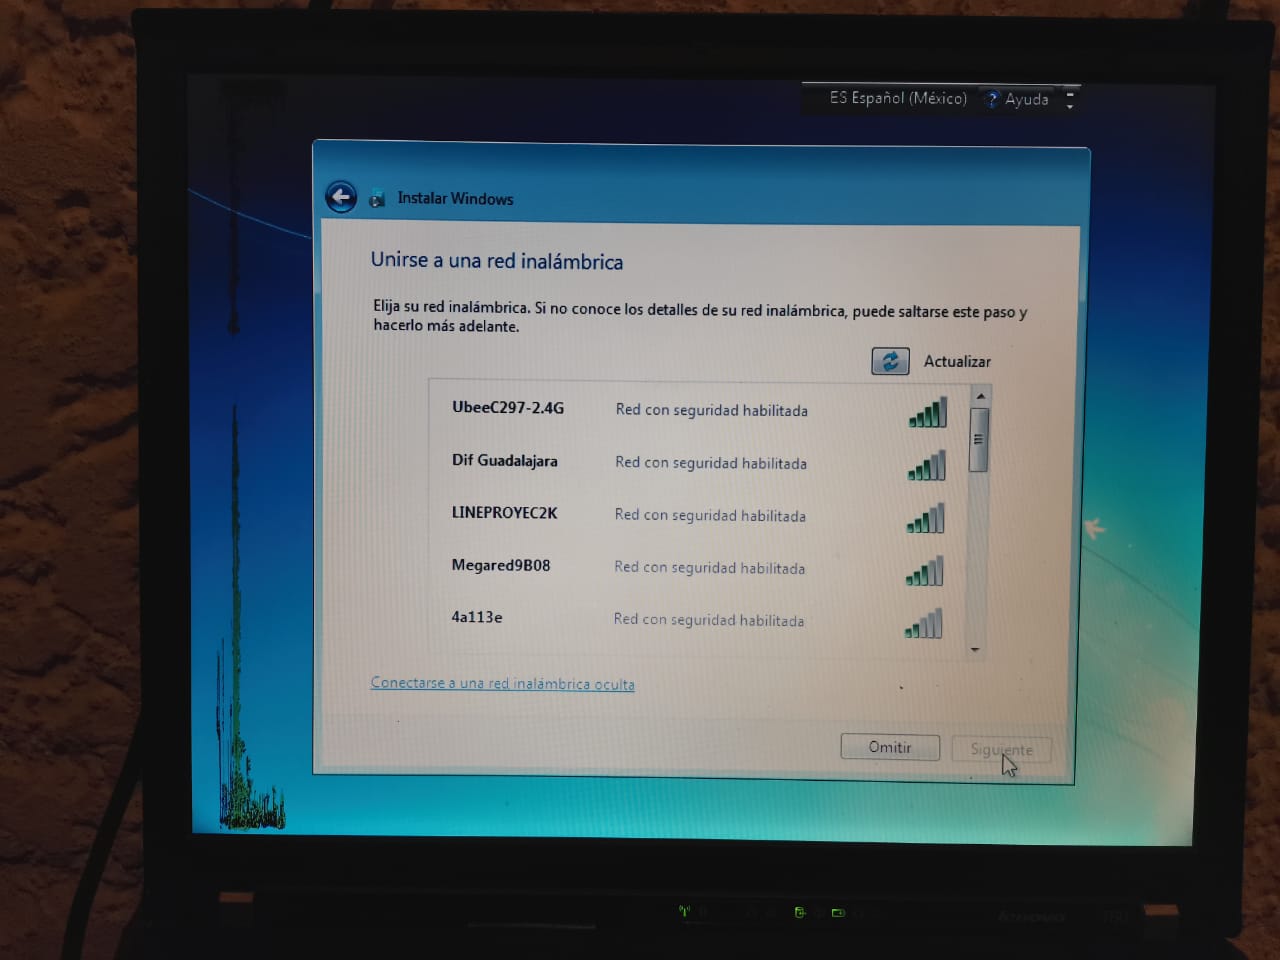 ES Español (México) ? Ayuda
Instalar Windows
Unirse a una red inalámbrica
Elija su red inalámbrica. Si no conoce los detalles de su red inalámbrica, puede saltarse este paso y
hacerlo más adelante.
Actualizar
UbeeC297-2.4G Red con seguridad habilitada
Dif Guadalajara Red con seguridad habilitada
LINEPROYEC2K Red con seguridad habilitada
Megared9B08 Red con seguridad habilitada
4a113e Red con seguridad habilitada
Conectarse a una red inalámbrica oculta
Omitir Siguiente